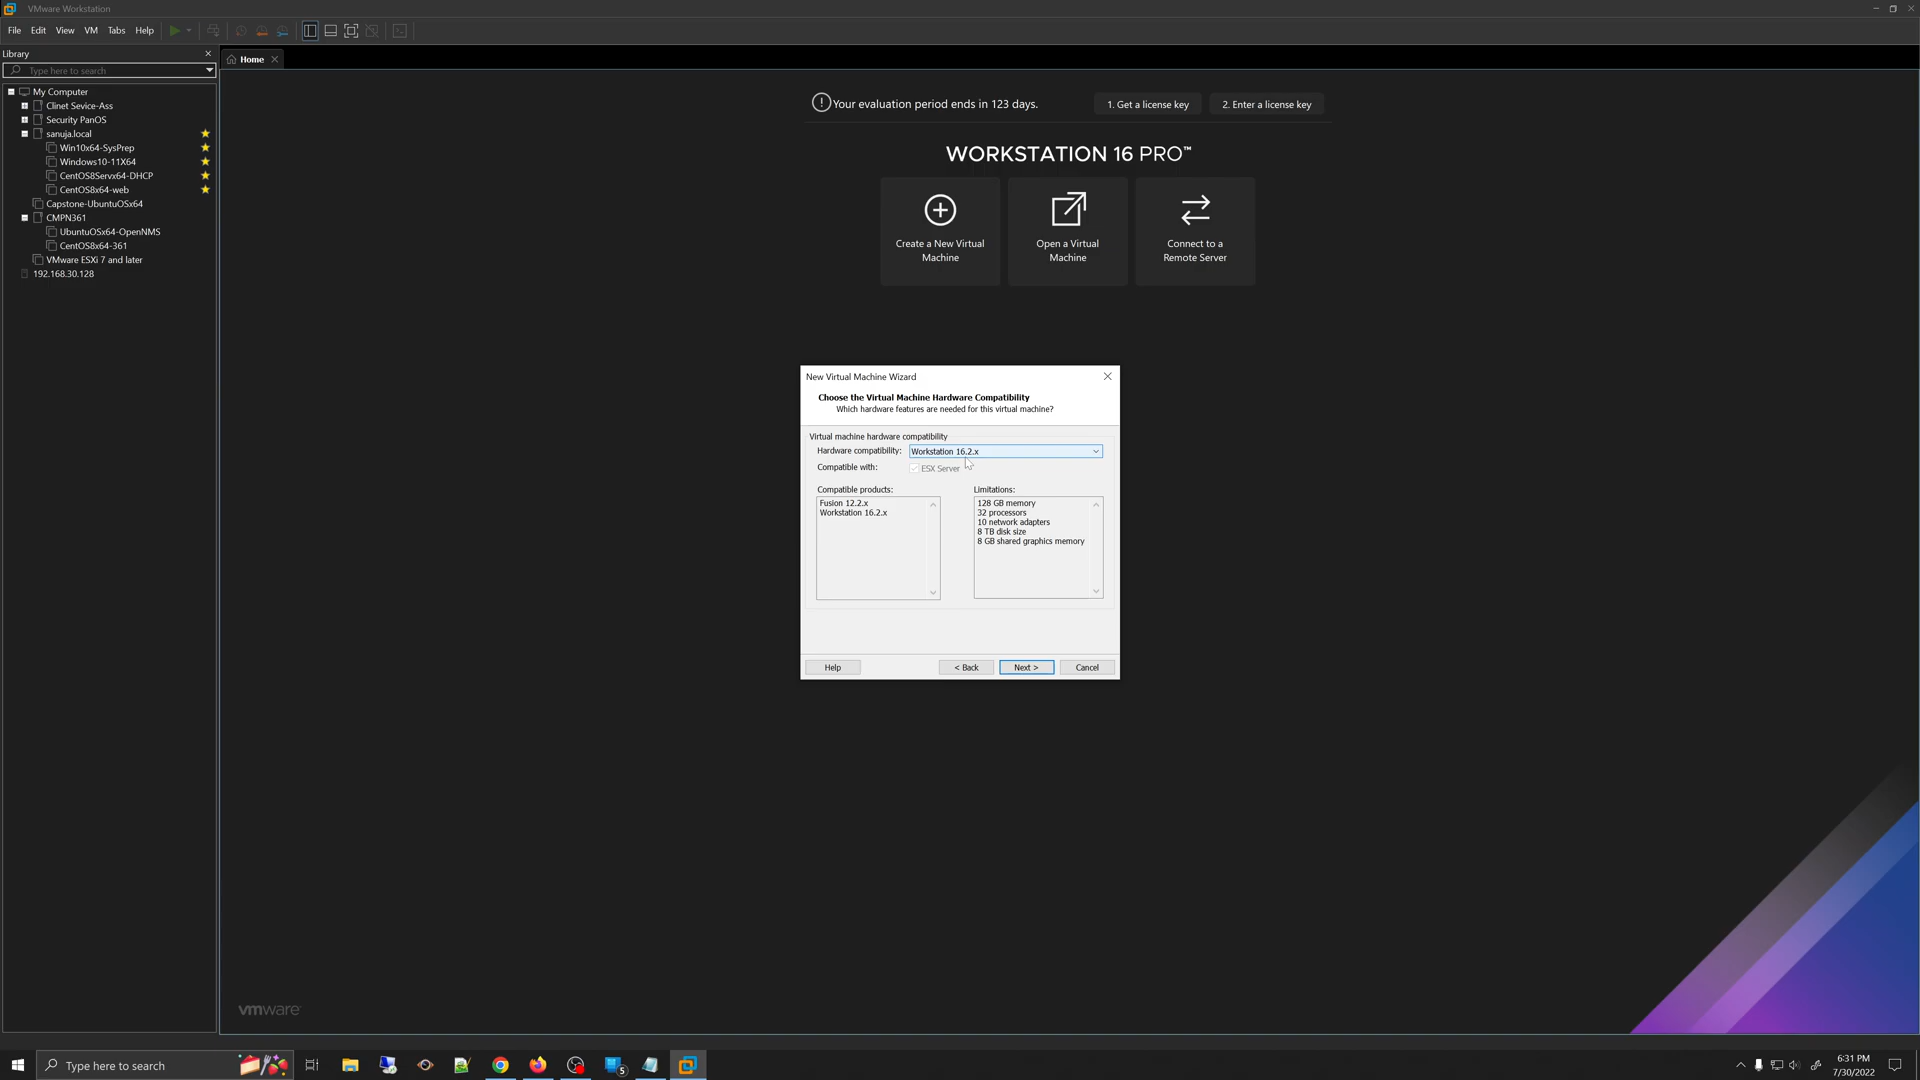 VMware Workstation
File Edit View VM Tabs Help
Library
Type here to search
My Computer
Clinet Sevice-Ass
Security PanOS
sanuja.local
Win10x64-SysPrep
Windows10-11X64
CentOS8Servx64-DHCP
CentOS8x64-web
Capstone-UbuntuOSx64
CMPN361
UbuntuOSx64-OpenNMS
CentOS8x64-361
VMware ESXi 7 and later
192.168.30.128
Home
Your evaluation period ends in 123 days.
1. Get a license key
2. Enter a license key
WORKSTATION 16 PRO™
Create a New Virtual
Machine
Open a Virtual
Machine
Connect to a
Remote Server
New Virtual Machine Wizard
Choose the Virtual Machine Hardware Compatibility
Which hardware features are needed for this virtual machine?
Virtual machine hardware compatibility
Hardware compatibility: Workstation 16.2.x
Compatible with: ESX Server
Compatible products:
Fusion 12.2.x
Workstation 16.2.x
Limitations:
128 GB memory
32 processors
10 network adapters
8 TB disk size
8 GB shared graphics memory
Help
< Back
Next >
Cancel
vmware
Type here to search
5
6:31 PM
7/30/2022